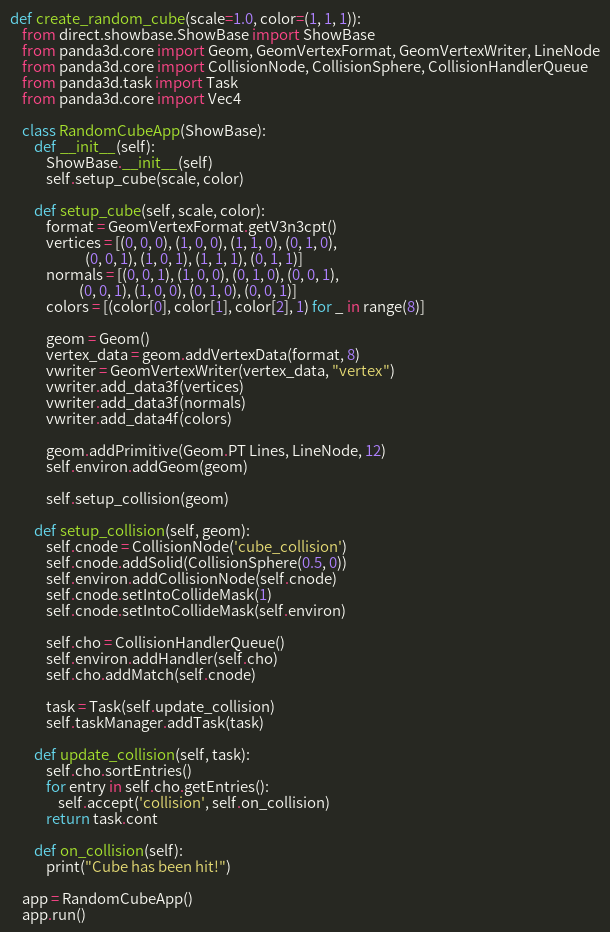 def create_random_cube(scale=1.0, color=(1, 1, 1)):
from direct.showbase.ShowBase import ShowBase
from panda3d.core import Geom, GeomVertexFormat, GeomVertexWriter, LineNode
from panda3d.core import CollisionNode, CollisionSphere, CollisionHandlerQueue
from panda3d.task import Task
from panda3d.core import Vec4
class RandomCubeApp(ShowBase):
def __init__(self):
ShowBase.__init__(self)
self.setup_cube(scale, color)
def setup_cube(self, scale, color):
format = GeomVertexFormat.getV3n3cpt()
vertices = [(0, 0, 0), (1, 0, 0), (1, 1, 0), (0, 1, 0),
(0, 0, 1), (1, 0, 1), (1, 1, 1), (0, 1, 1)]
normals = [(0, 0, 1), (1, 0, 0), (0, 1, 0), (0, 0, 1),
(0, 0, 1), (1, 0, 0), (0, 1, 0), (0, 0, 1)]
colors = [(color[0], color[1], color[2], 1) for _ in range(8)]
geom = Geom()
vertex_data = geom.addVertexData(format, 8)
vwriter = GeomVertexWriter(vertex_data, "vertex")
vwriter.add_data3f(vertices)
vwriter.add_data3f(normals)
vwriter.add_data4f(colors)
geom.addPrimitive(Geom.PT Lines, LineNode, 12)
self.environ.addGeom(geom)
self.setup_collision(geom)
def setup_collision(self, geom):
self.cnode = CollisionNode('cube_collision')
self.cnode.addSolid(CollisionSphere(0.5, 0))
self.environ.addCollisionNode(self.cnode)
self.cnode.setIntoCollideMask(1)
self.cnode.setIntoCollideMask(self.environ)
self.cho = CollisionHandlerQueue()
self.environ.addHandler(self.cho)
self.cho.addMatch(self.cnode)
task = Task(self.update_collision)
self.taskManager.addTask(task)
def update_collision(self, task):
self.cho.sortEntries()
for entry in self.cho.getEntries():
self.accept('collision', self.on_collision)
return task.cont
def on_collision(self):
print("Cube has been hit!")
app = RandomCubeApp()
app.run()